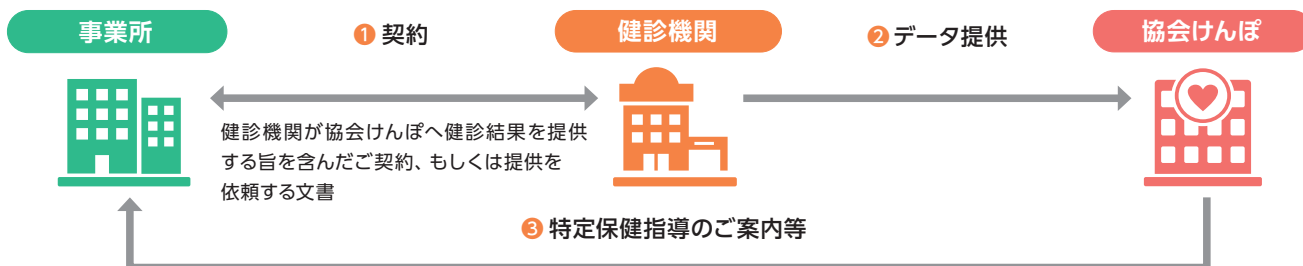 事業所
❶ 契約
健診機関
❷ データ提供
協会けんぽ
健診機関が協会けんぽへ健診結果を提供
する旨を含んだご契約、もしくは提供を
依頼する文書
❸ 特定保健指導のご案内等